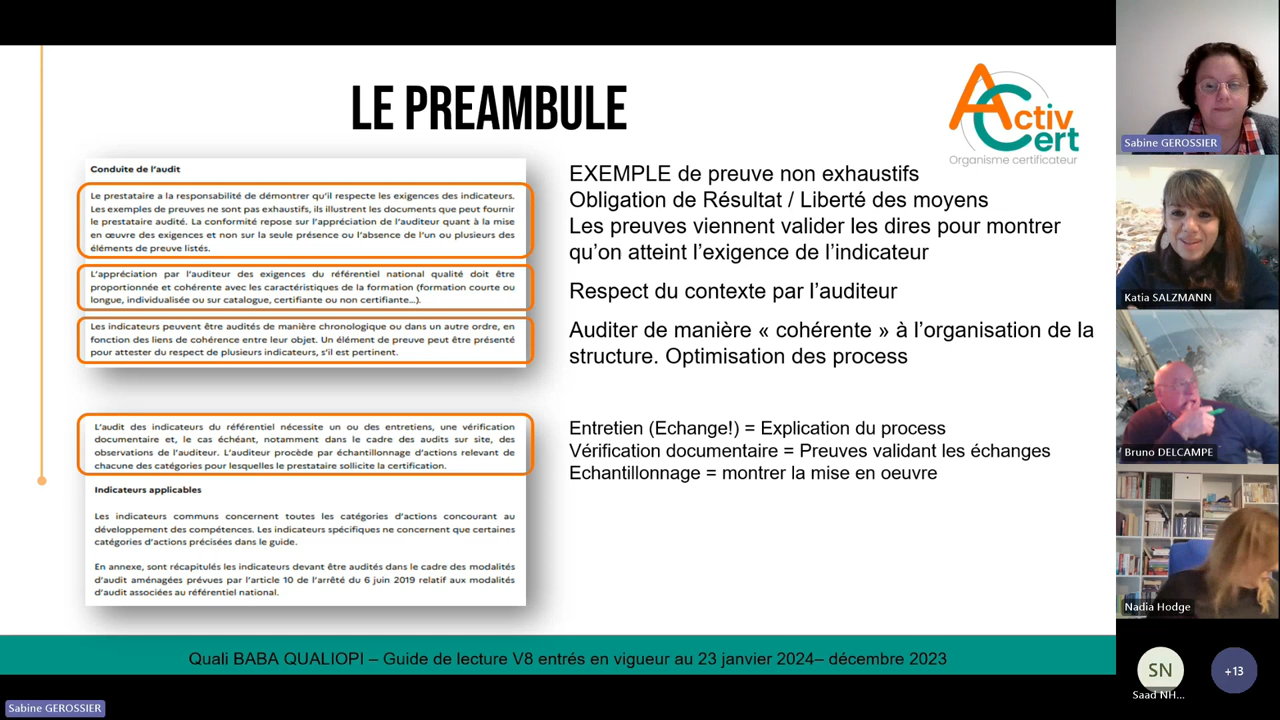 LE PREAMBULE
Activ
Cert
Organisme certificateur
Conduite de l'audit
Le prestataire a la responsabilité de démontrer qu'il respecte les exigences des indicateurs.
Les exemples de preuves ne sont pas exhaustifs, ils illustrent les documents que peut fournir
le prestataire audité. La conformité repose sur l'appréciation de l'auditeur quant à la mise
en œuvre des exigences et non sur la seule présence ou l'absence de l'un ou plusieurs des
éléments de preuve listés.
L'appréciation par l'auditeur des exigences du référentiel national qualité doit être
proportionnée et cohérente avec les caractéristiques de la formation (formation courte ou
longue, individualisée ou sur catalogue, certifiante ou non certifiante...).
Les indicateurs peuvent être audités de manière chronologique ou dans un autre ordre, en
fonction des liens de cohérence entre leur objet. Un élément de preuve peut être présenté
pour attester du respect de plusieurs indicateurs, s'il est pertinent.
L'audit des indicateurs du référentiel nécessite un ou des entretiens, une vérification
documentaire et, le cas échéant, notamment dans le cadre des audits sur site, des
observations de l'auditeur. L'auditeur procède par échantillonnage d'actions relevant de
chacune des catégories pour lesquelles le prestataire sollicite la certification.
Indicateurs applicables
Les indicateurs communs concernent toutes les catégories d'actions concourant au
développement des compétences. Les indicateurs spécifiques ne concernent que certaines
catégories d'actions précisées dans le guide.
En annexe, sont récapitulés les indicateurs devant être audités dans le cadre des modalités
d'audit aménagées prévues par l'article 10 de l'arrêté du 6 juin 2019 relatif aux modalités
d'audit associées au référentiel national.
EXEMPLE de preuve non exhaustifs
Obligation de Résultat / Liberté des moyens
Les preuves viennent valider les dires pour montrer
qu'on atteint l'exigence de l'indicateur
Respect du contexte par l'auditeur
Auditer de manière « cohérente » à l'organisation de la
structure. Optimisation des process
Entretien (Echange!) = Explication du process
Vérification documentaire = Preuves validant les échanges
Echantillonnage = montrer la mise en oeuvre
Quali BABA QUALIOPI – Guide de lecture V8 entrés en vigueur au 23 janvier 2024– décembre 2023
Sabine GEROSSIER
Sabine GEROSSIER
Katia SALZMANN
Bruno DELCAMPE
Nadia Hodge
SN
Saad NH...
+13